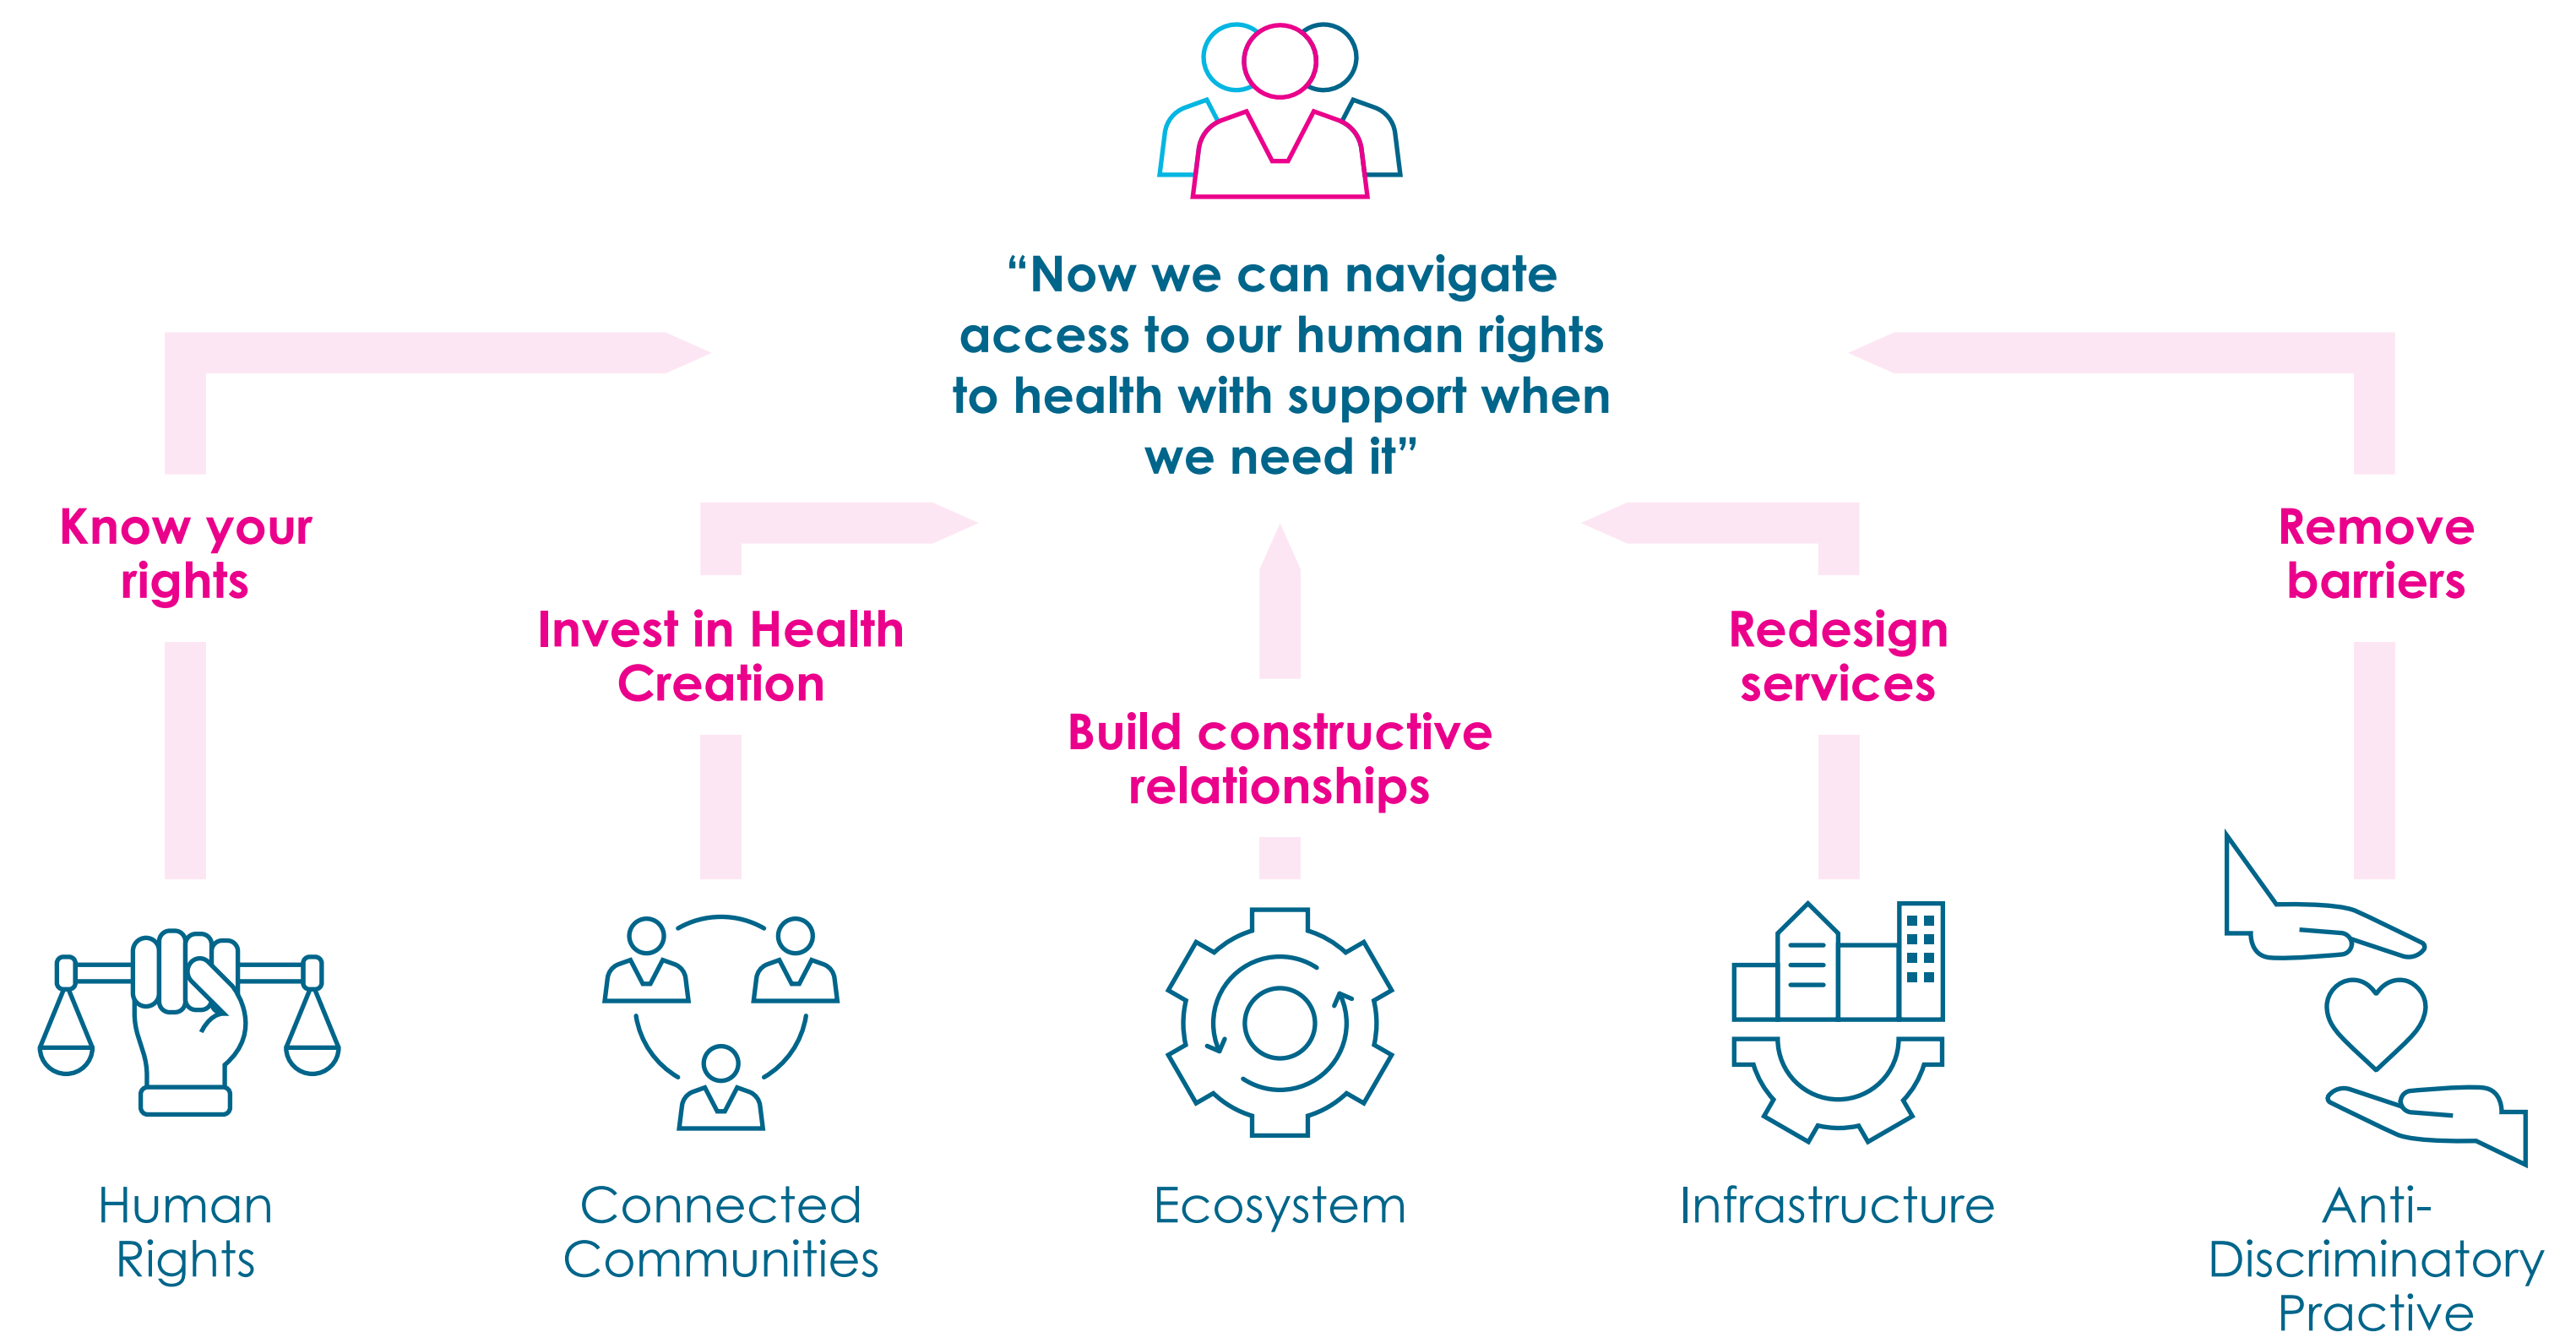 “Now we can navigate
access to our human rights
to health with support when
we need it”
Know your
rights
Invest in Health
Creation
Build constructive
relationships
Redesign
services
Remove
barriers
Human
Rights
Connected
Communities
Ecosystem
Infrastructure
Anti-
Discriminatory
Practive